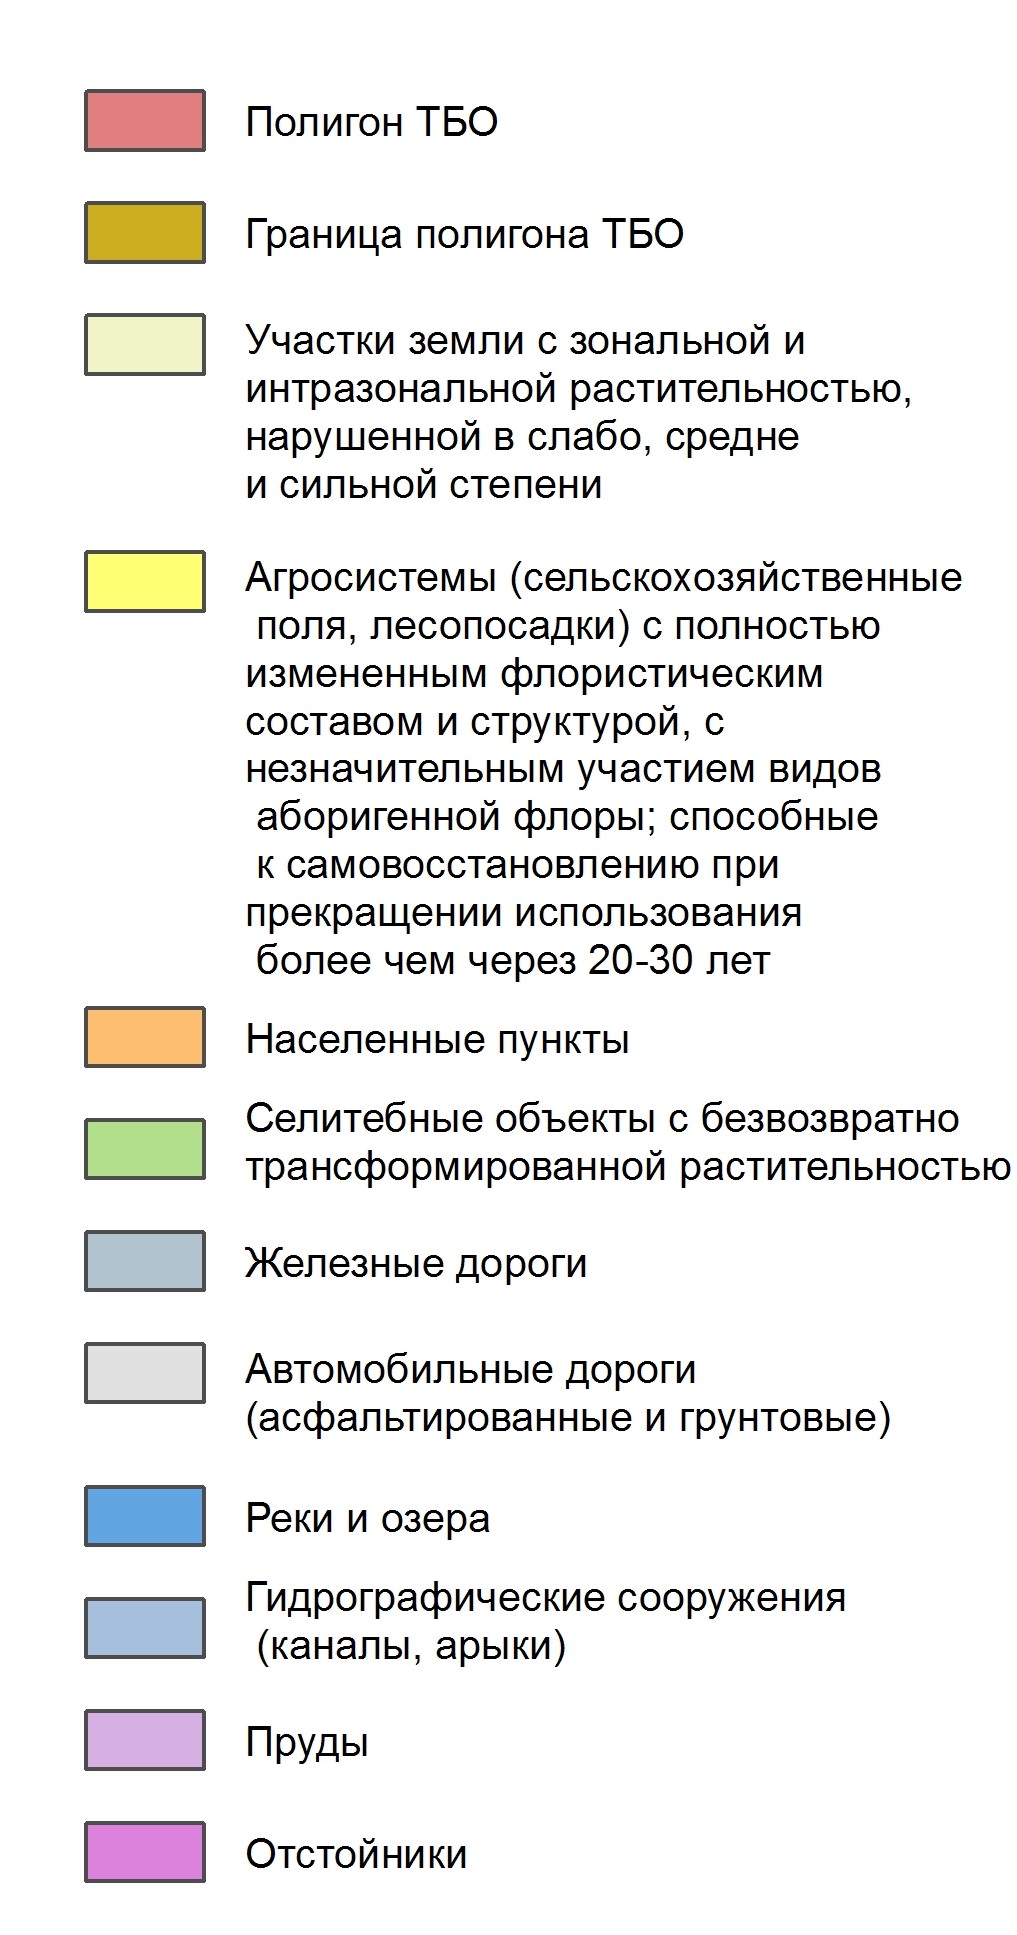 Полигон ТБО
Граница полигона ТБО
Участки земли с зональной и
интразональной растительностью,
нарушенной в слабо, средне
и сильной степени
Агросистемы (сельскохозяйственные
поля, лесопосадки) с полностью
измененным флористическим
составом и структурой, с
незначительным участием видов
аборигенной флоры; способные
к самовосстановлению при
прекращении использования
более чем через 20-30 лет
Населенные пункты
Селитебные объекты с безвозвратно
трансформированной растительностью
Железные дороги
Автомобильные дороги
(асфальтированные и грунтовые)
Реки и озера
Гидрографические сооружения
(каналы, арыки)
Пруды
Отстойники